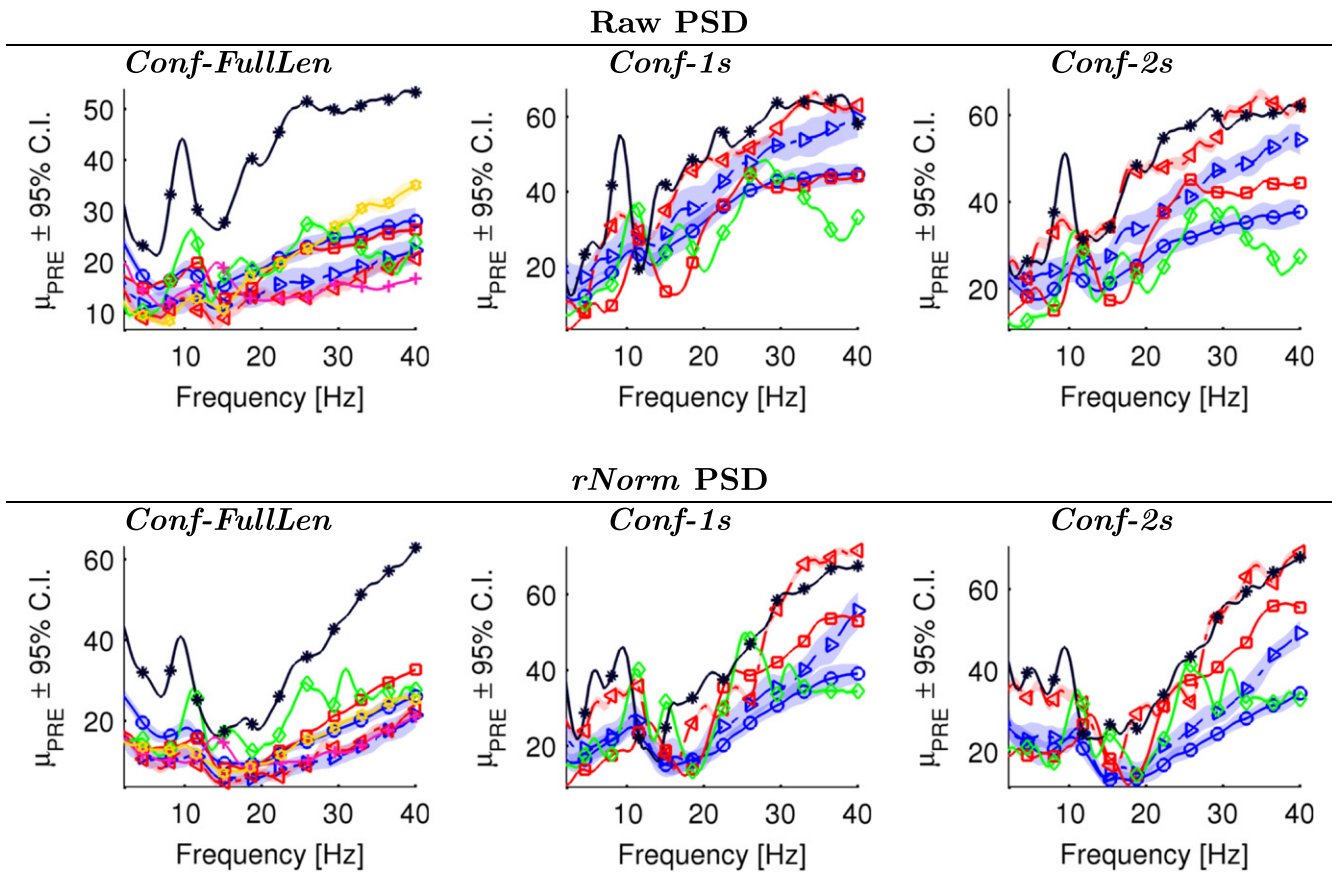 Raw PSD
Conf-FullLen Conf-1s Conf-2s
μPRE ± 95% C.I.
50
40
30
20
10
10 20 30 40
Frequency [Hz]
μPRE ± 95% C.I.
60
40
20
10 20 30 40
Frequency [Hz]
μPRE ± 95% C.I.
60
40
20
10 20 30 40
Frequency [Hz]
rNorm PSD
Conf-FullLen Conf-1s Conf-2s
μPRE ± 95% C.I.
60
40
20
10 20 30 40
Frequency [Hz]
μPRE ± 95% C.I.
60
40
20
10 20 30 40
Frequency [Hz]
μPRE ± 95% C.I.
60
40
20
10 20 30 40
Frequency [Hz]